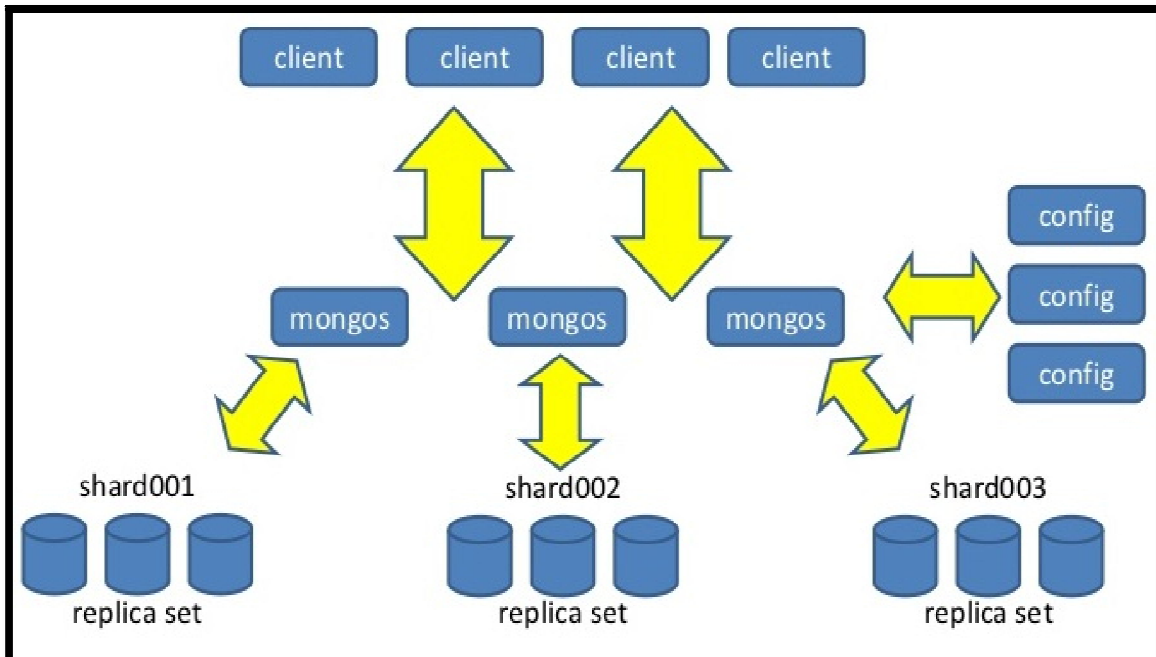 client
client
client
client
config
mongos
mongos
mongos
config
config
shard001
shard002
shard003
replica set
replica set
replica set